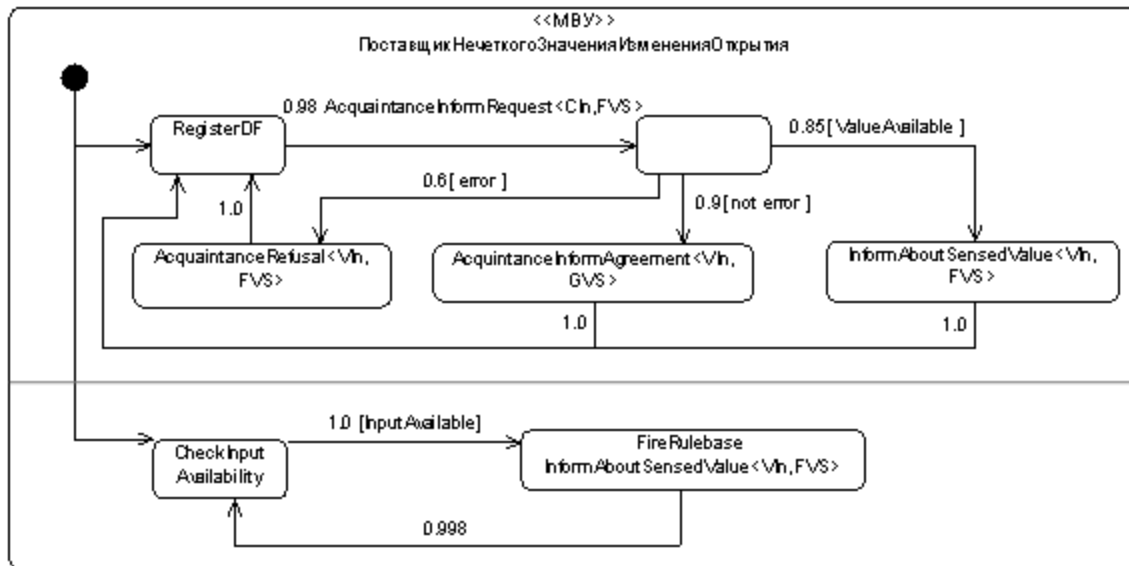 <<МВУ>>
ПоставщикНечеткогоЗначенияИзмененияОткрытия
0.98 AcquaintanceInformRequest<CIn,FVS>
RegisterDF
0.85[ ValueAvailable ]
0.6[ error ]
0.9[not error ]
1.0
AcquaintanceRefusal<VIn,
FVS>
AcquintanceInformAgreement<VIn,
GVS>
InformAboutSensedValue<VIn,
FVS>
1.0
1.0
1.0 [InputAvailable]
CheckInput
Availability
FireRulebase
InformAboutSensedValue<VIn,FVS>
0.998